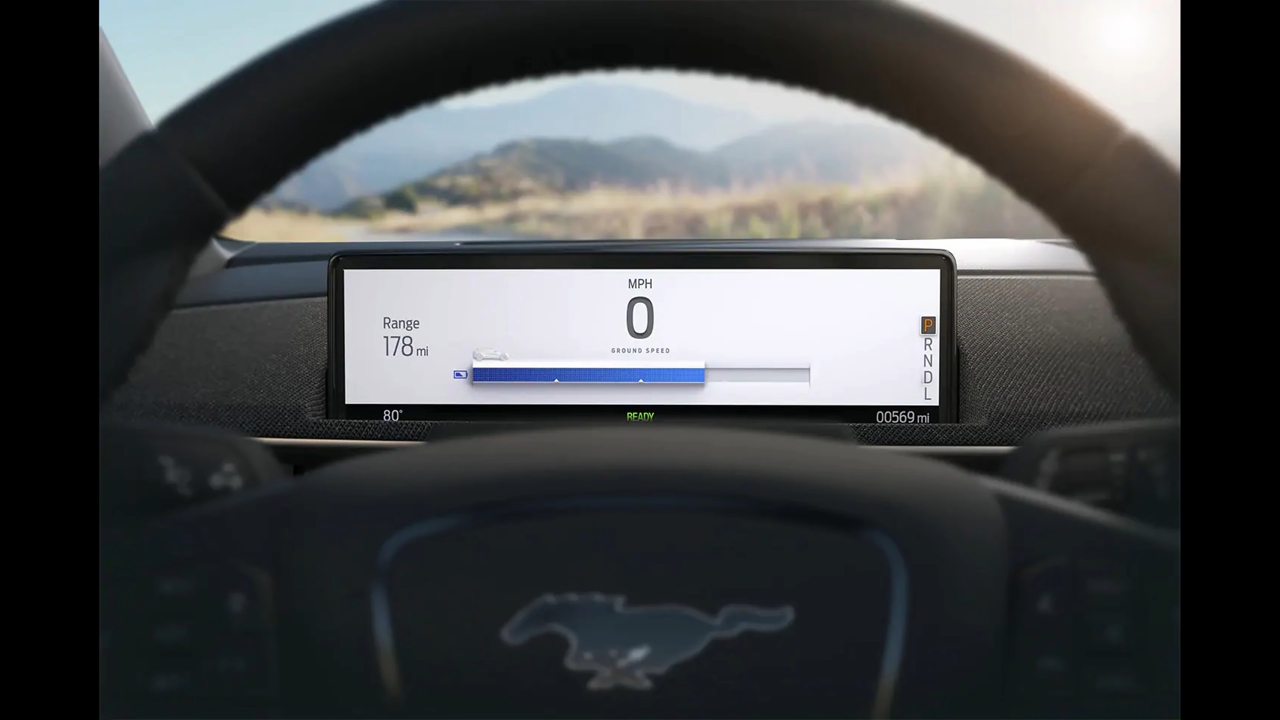 MPH
0
GROUND SPEED
Range
178 mi
P
R
N
D
L
80°
READY
00569 mi